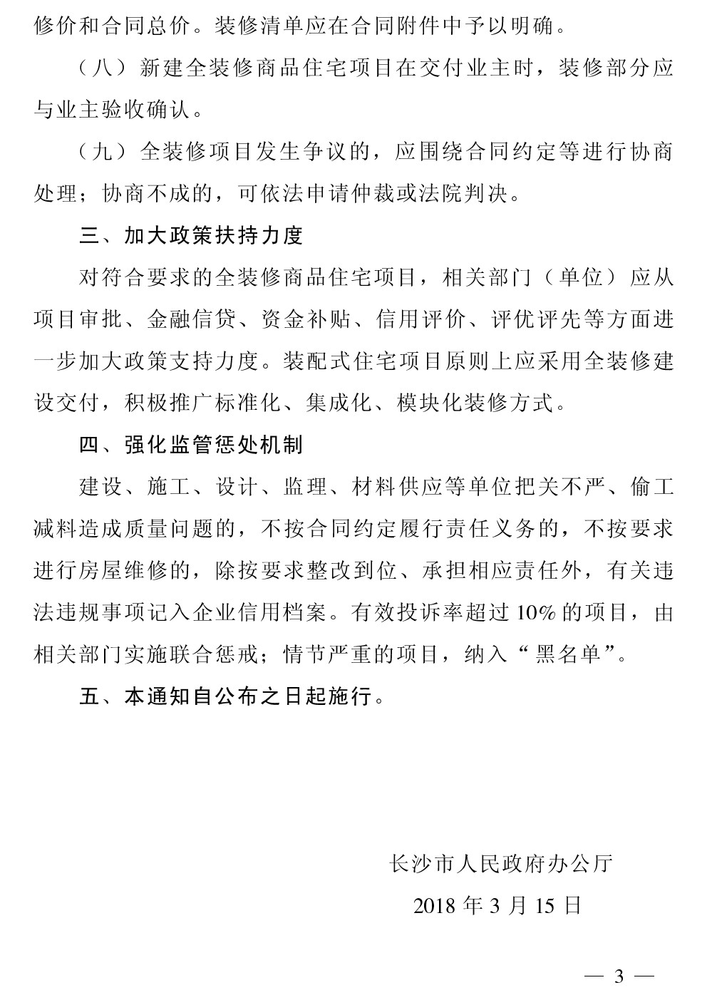 修价和合同总价。装修清单应在合同附件中予以明确。
（八）新建全装修商品住宅项目在交付业主时，装修部分应
与业主验收确认。
（九）全装修项目发生争议的，应围绕合同约定等进行协商
处理；协商不成的，可依法申请仲裁或法院判决。
三、加大政策扶持力度
对符合要求的全装修商品住宅项目，相关部门（单位）应从
项目审批、金融信贷、资金补贴、信用评价、评优评先等方面进
一步加大政策支持力度。装配式住宅项目原则上应采用全装修建
设交付，积极推广标准化、集成化、模块化装修方式。
四、强化监管惩处机制
建设、施工、设计、监理、材料供应等单位把关不严、偷工
减料造成质量问题的，不按合同约定履行责任义务的，不按要求
进行房屋维修的，除按要求整改到位、承担相应责任外，有关违
法违规事项记入企业信用档案。有效投诉率超过10%的项目，由
相关部门实施联合惩戒；情节严重的项目，纳入“黑名单”。
五、本通知自公布之日起施行。
长沙市人民政府办公厅
2018年3月15日
— 3 —